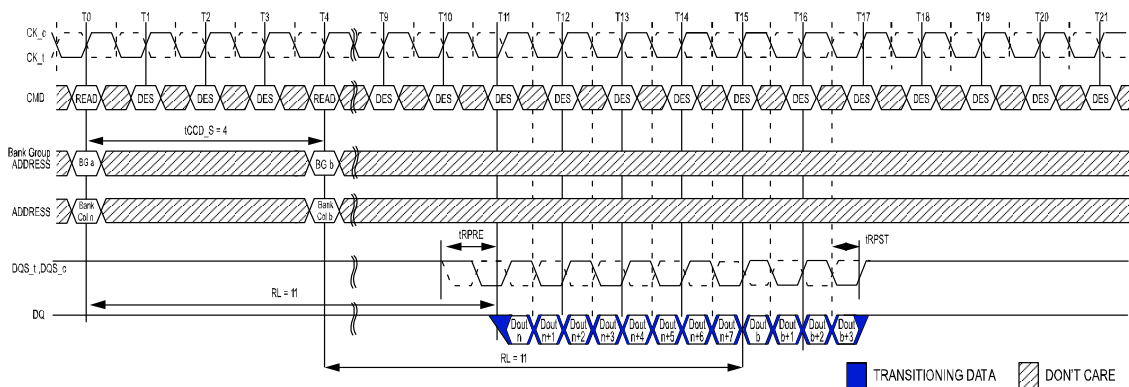 T0 T1 T2 T3 T4 T9 T10 T11 T12 T13 T14 T15 T16 T17 T18 T19 T20 T21
CK_c
CK_t
CMD READ DES DES DES READ DES DES DES DES DES DES DES DES DES DES DES DES DES
tCCD_S = 4
Bank Group
ADDRESS BG a BG b
ADDRESS Bank Col n Bank Col b
tRPRE tRPST
DQS_t ,DQS_c
RL = 11
DQ Dout n Dout n+1 Dout n+2 Dout n+3 Dout n+4 Dout n+5 Dout n+6 Dout n+7 Dout b Dout b+1 Dout b+2 Dout b+3
RL = 11
TRANSITIONING DATA DON'T CARE